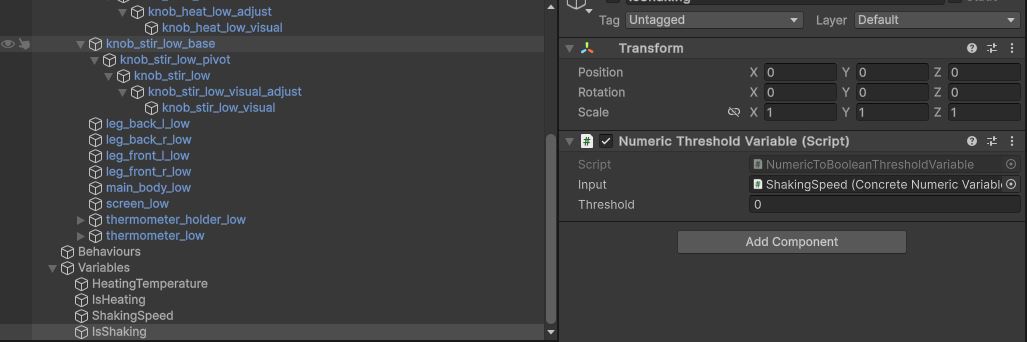 knob_heat_low_adjust
knob_heat_low_visual
knob_stir_low_base
knob_stir_low_pivot
knob_stir_low
knob_stir_low_visual_adjust
knob_stir_low_visual
leg_back_l_low
leg_back_r_low
leg_front_l_low
leg_front_r_low
main_body_low
screen_low
thermometer_holder_low
thermometer_low
Behaviours
Variables
HeatingTemperature
IsHeating
ShakingSpeed
IsShaking
IsShaking
Tag Untagged Layer Default
Transform
Position X 0 Y 0 Z 0
Rotation X 0 Y 0 Z 0
Scale X 1 Y 1 Z 1
# Numeric Threshold Variable (Script)
Script # NumericToBooleanThresholdVariable
Input # ShakingSpeed (Concrete Numeric Variable
Threshold 0
Add Component